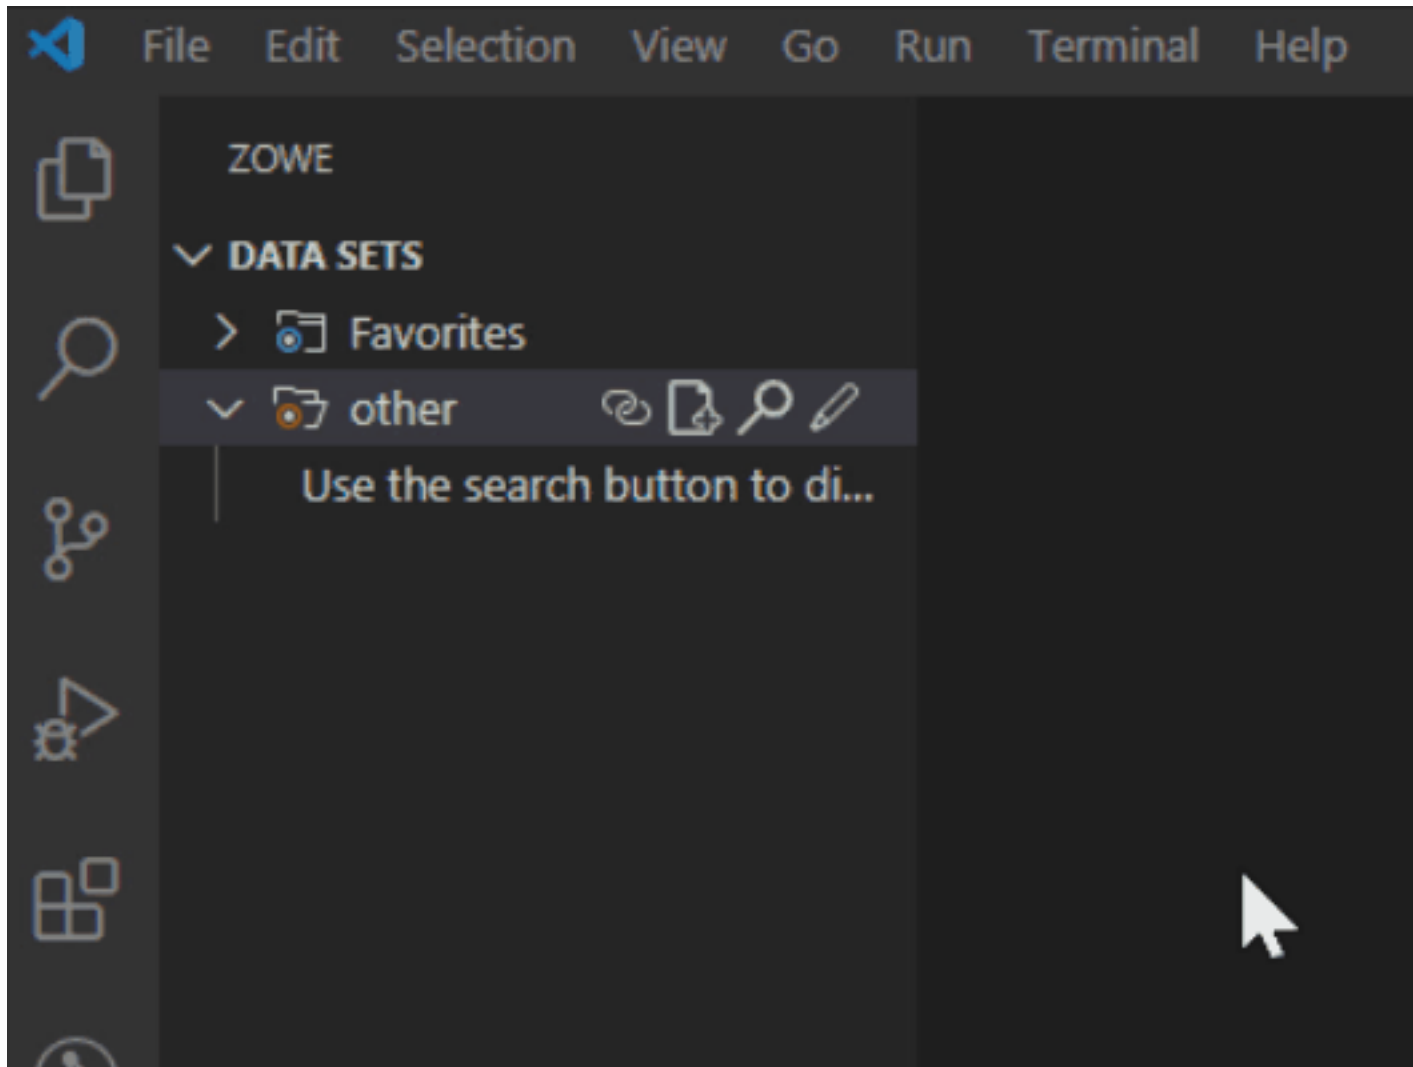 File Edit Selection View Go Run Terminal Help
ZOWE
DATA SETS
Favorites
other
Use the search button to di...